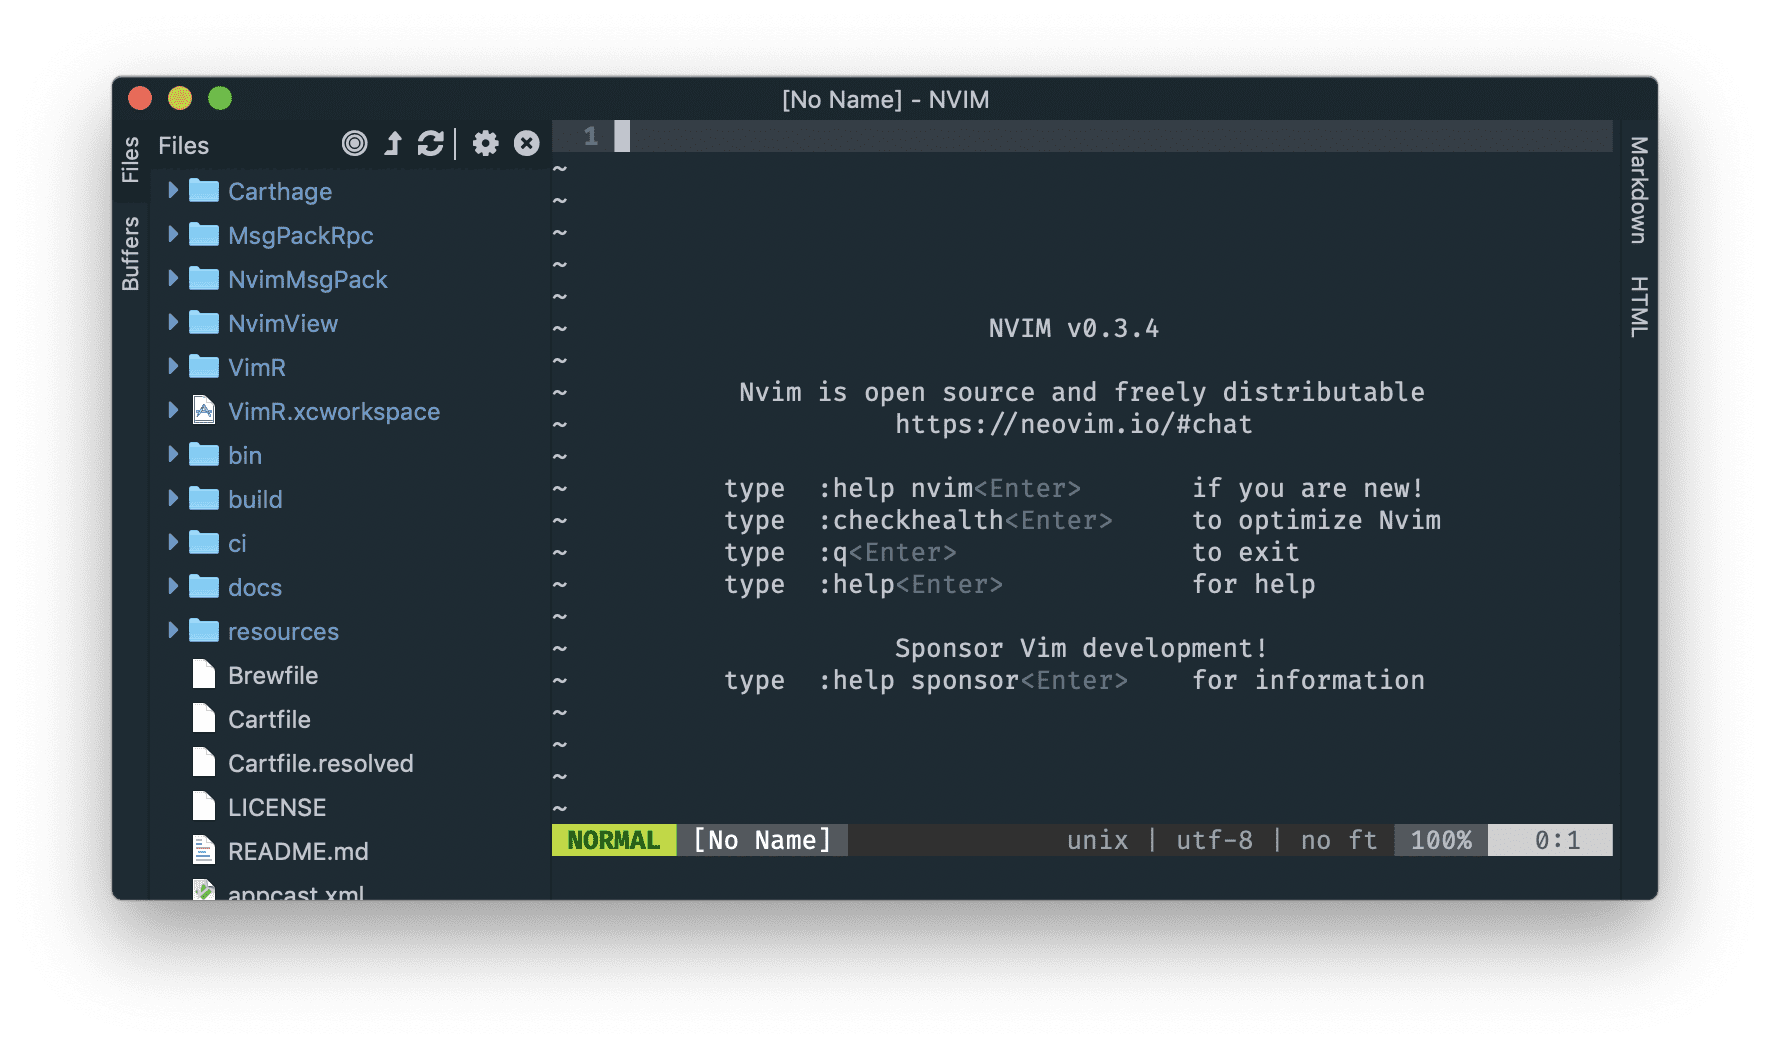 [No Name] - NVIM
Files
Buffers
Files
Carthage
MsgPackRpc
NvimMsgPack
NvimView
VimR
VimR.xcworkspace
bin
build
ci
docs
resources
Brewfile
Cartfile
Cartfile.resolved
LICENSE
README.md
appcast.xml
1
~
~
~
~
~
~ NVIM v0.3.4
~
~ Nvim is open source and freely distributable
~ https://neovim.io/#chat
~
~ type :help nvim<Enter> if you are new!
~ type :checkhealth<Enter> to optimize Nvim
~ type :q<Enter> to exit
~ type :help<Enter> for help
~
~ Sponsor Vim development!
~ type :help sponsor<Enter> for information
~
~
~
~
NORMAL [No Name] unix | utf-8 | no ft 100% 0:1
Markdown
HTML